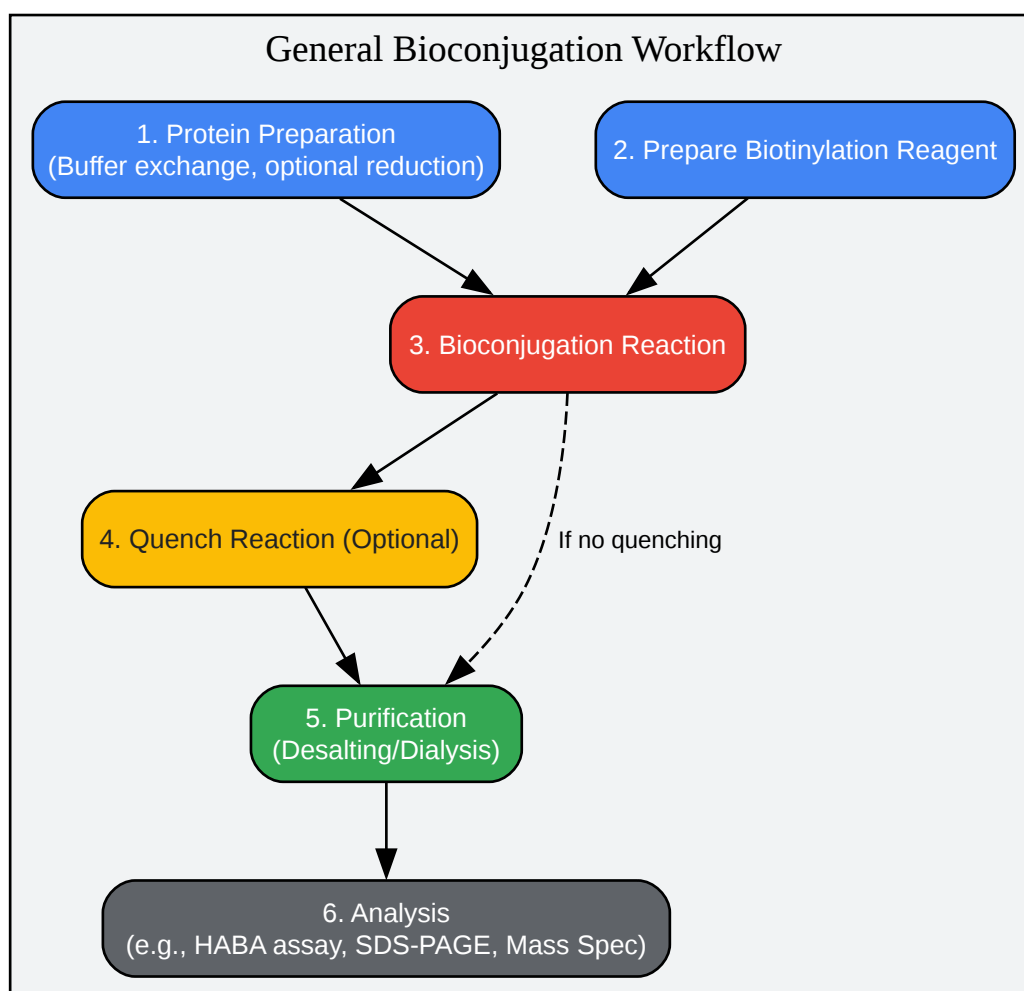 General Bioconjugation Workflow
1. Protein Preparation
(Buffer exchange, optional reduction)
2. Prepare Biotinylation Reagent
3. Bioconjugation Reaction
4. Quench Reaction (Optional)
If no quenching
5. Purification
(Desalting/Dialysis)
6. Analysis
(e.g., HABA assay, SDS-PAGE, Mass Spec)